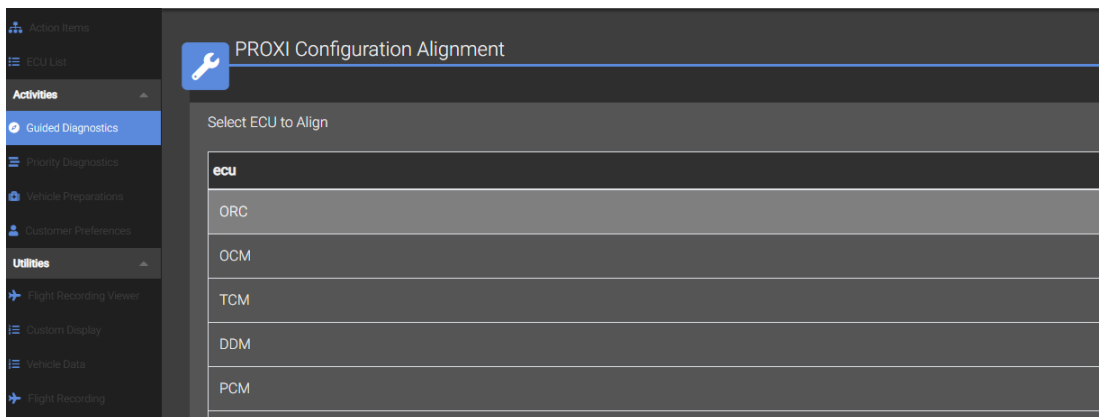 Action Items
ECU List
Activities
Guided Diagnostics
Priority Diagnostics
Vehicle Preparations
Customer Preferences
Utilities
Flight Recording Viewer
Custom Display
Vehicle Data
Flight Recording
PROXI Configuration Alignment
Select ECU to Align
ecu
ORC
OCM
TCM
DDM
PCM